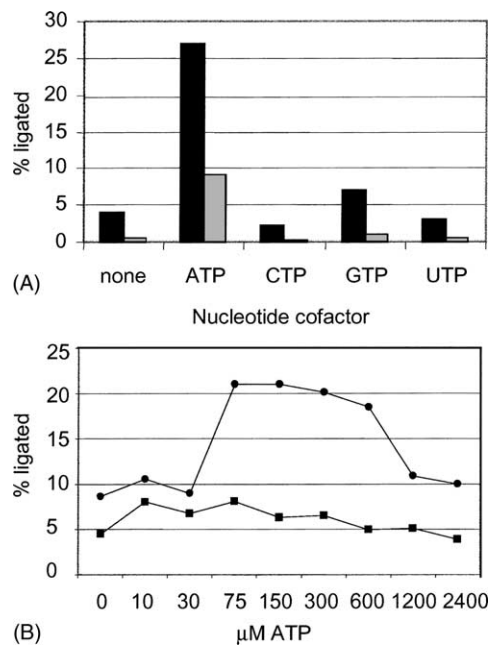 30
25
20
15
10
5
0
% ligated
none ATP CTP GTP UTP
(A)
Nucleotide cofactor
25
20
15
10
5
0
% ligated
0 10 30 75 150 300 600 1200 2400
(B)
μM ATP